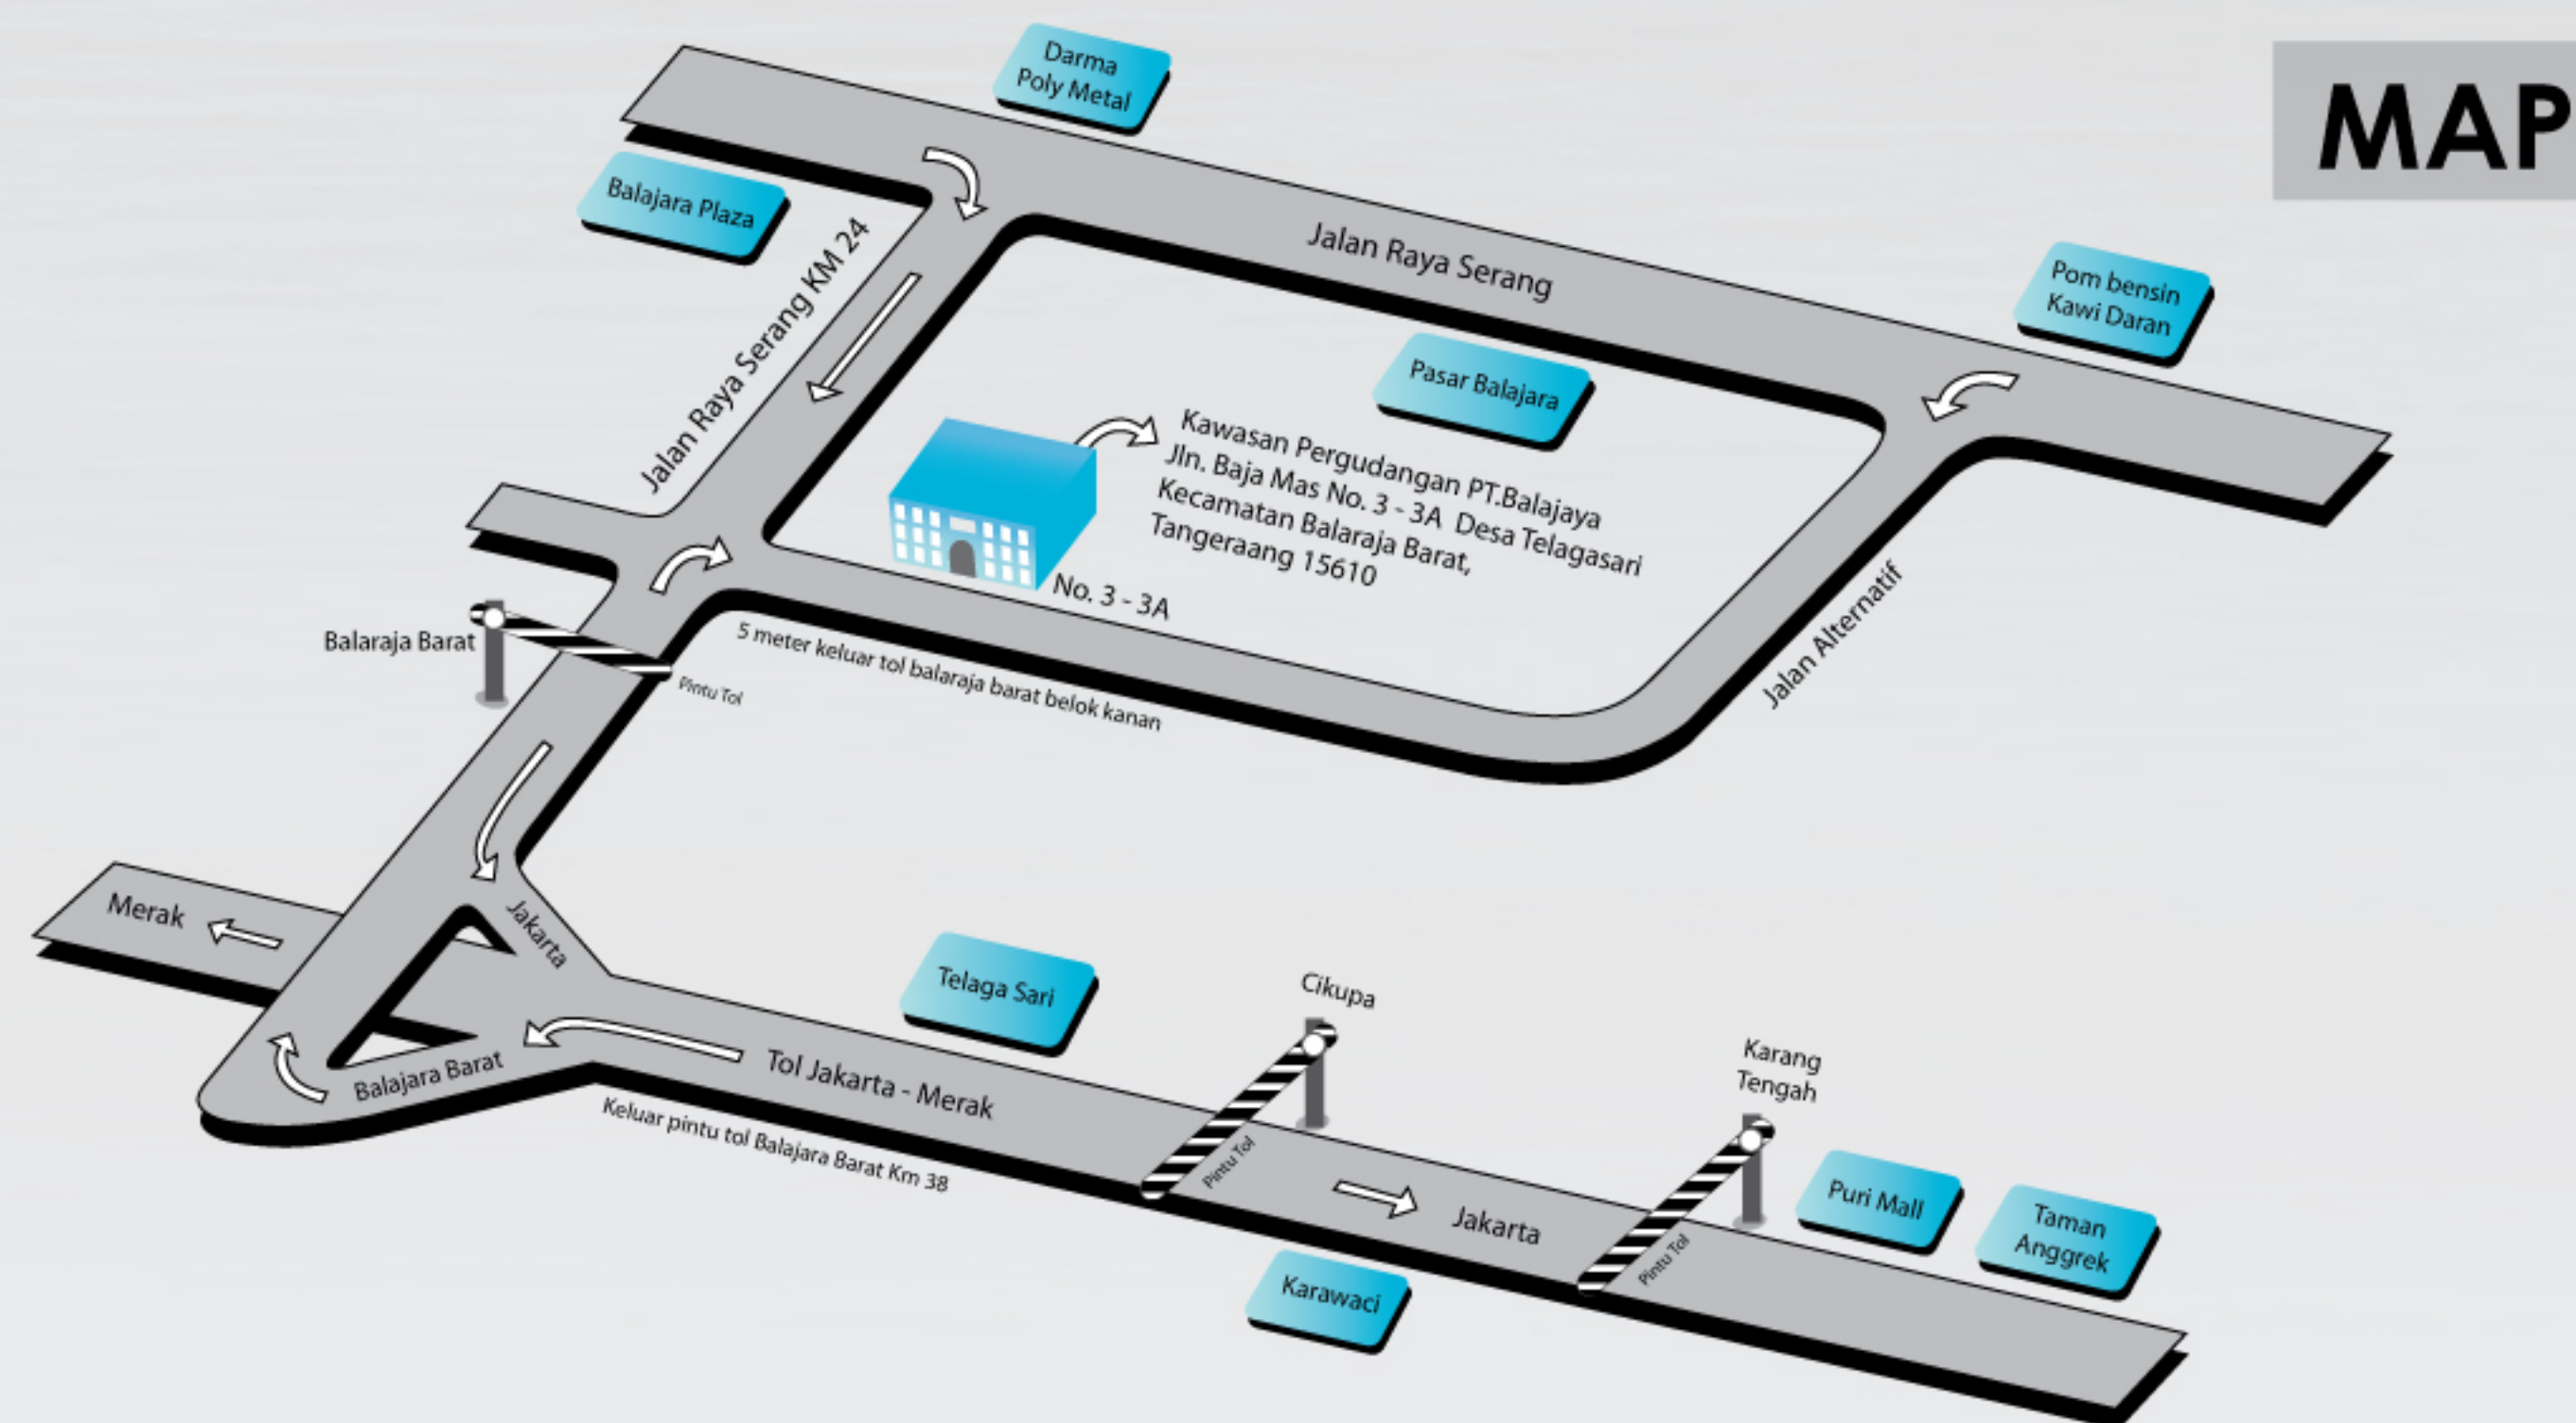 MAP
Darma
Poly Metal
Balajara Plaza
Jalan Raya Serang KM 24
Jalan Raya Serang
Pom bensin
Kawi Daran
Pasar Balajara
Kawasan Pergudangan PT.Balajaya
Jln. Baja Mas No. 3 - 3A Desa Telagasari
Kecamatan Balaraja Barat,
Tangeraang 15610
No. 3 - 3A
Jalan Alternatif
Balaraja Barat
Pintu Tol
5 meter keluar tol balaraja barat belok kanan
Merak
Jakarta
Balajara Barat
Telaga Sari
Tol Jakarta - Merak
Keluar pintu tol Balajara Barat Km 38
Cikupa
Pintu Tol
Jakarta
Karawaci
Karang
Tengah
Pintu Tol
Puri Mall
Taman
Anggrek